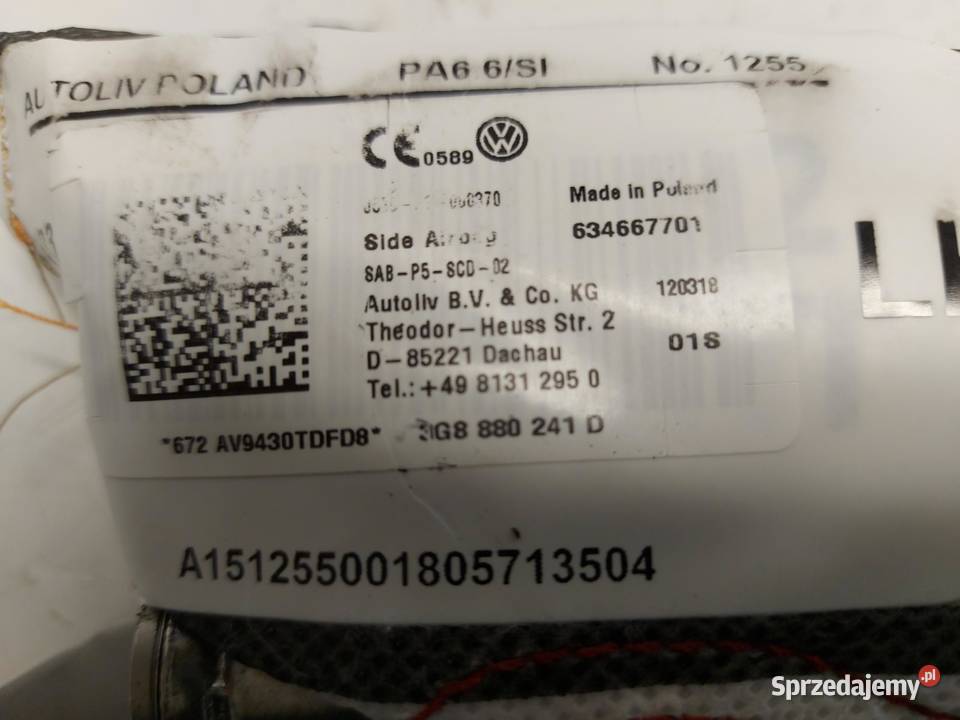 AUTOLIV POLAND PA6 6/SI No. 1255
CE 0589
Made in Poland
Side Airbag 634667701
SAB-P5-SCD-02
Autoliv B.V. & Co. KG 120318
Theodor-Heuss Str. 2
D-85221 Dachau 01S
Tel.: +49 8131 295 0
*672 AV9430TDFD8* 3G8 880 241 D
A151255001805713504
Sprzedajemy.pl